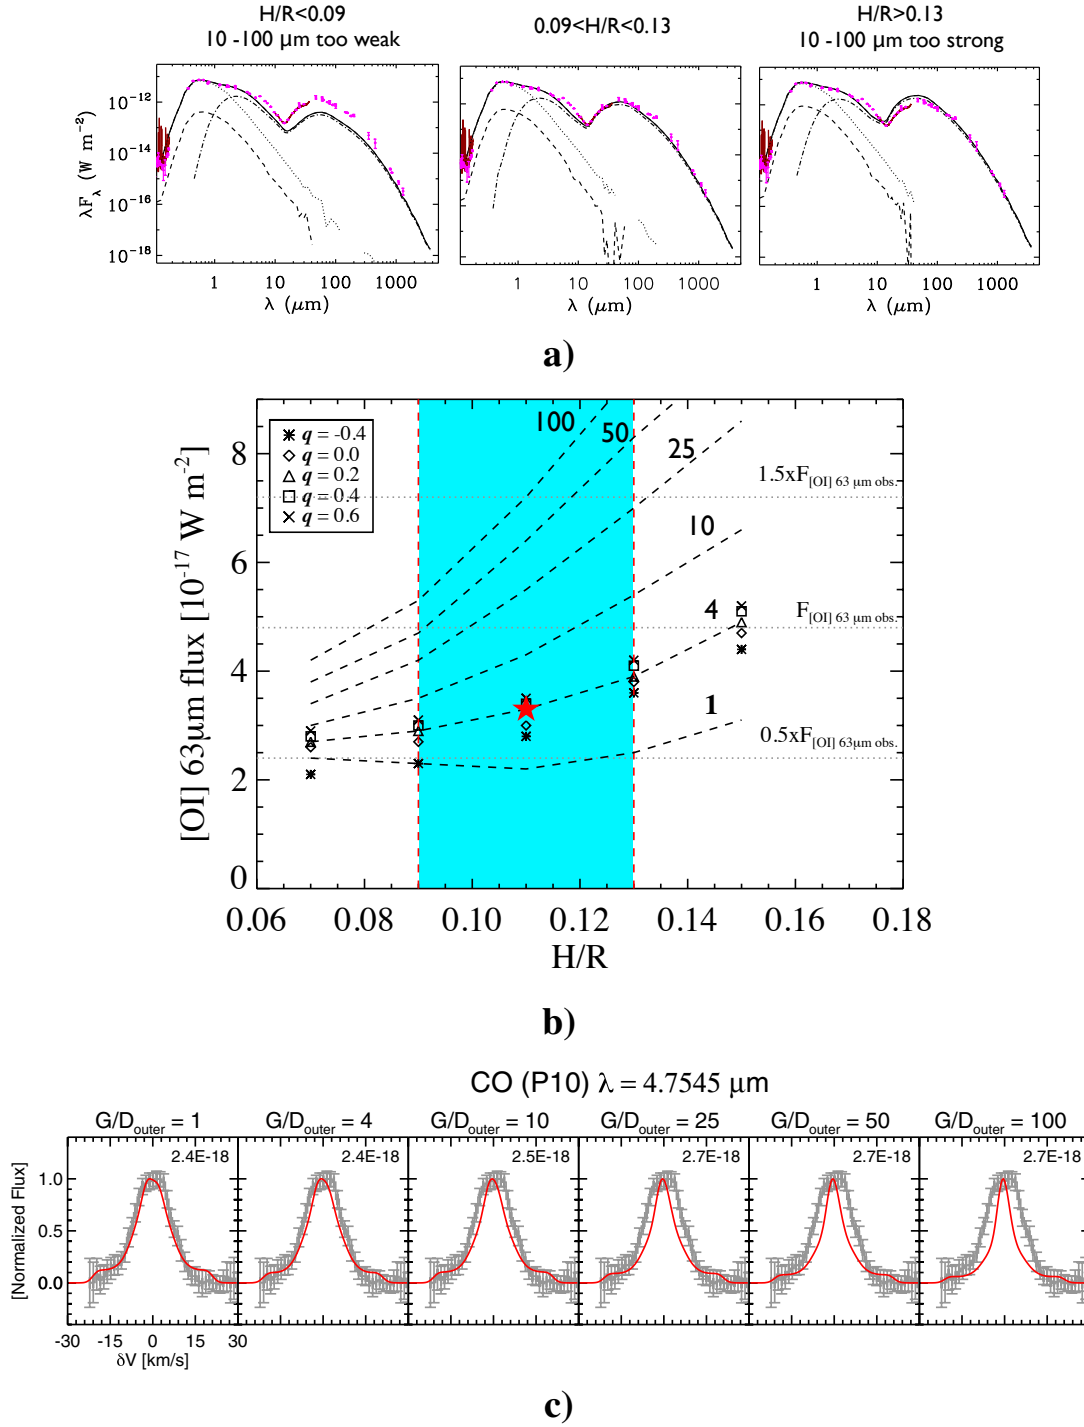 H/R<0.09
10 -100 µm too weak
0.09<H/R<0.13
H/R>0.13
10 -100 µm too strong
λF_λ (W m⁻²)
10⁻¹²
10⁻¹⁴
10⁻¹⁶
10⁻¹⁸
1 10 100 1000
λ (µm)
1 10 100 1000
λ (µm)
1 10 100 1000
λ (µm)
a)
[OI] 63µm flux [10⁻¹⁷ W m⁻²]
8
6
4
2
0
q = -0.4
q = 0.0
q = 0.2
q = 0.4
q = 0.6
100
50
25
10
4
1
1.5xF[OI] 63 µm obs.
F[OI] 63 µm obs.
0.5xF[OI] 63µm obs.
0.06 0.08 0.10 0.12 0.14 0.16 0.18
H/R
b)
CO (P10) λ = 4.7545 µm
G/Douter = 1
G/Douter = 4
G/Douter = 10
G/Douter = 25
G/Douter = 50
G/Douter = 100
2.4E-18
2.4E-18
2.5E-18
2.7E-18
2.7E-18
2.7E-18
[Normalized Flux]
1.0
0.5
0.0
-30 -15 0 15 30
δV [km/s]
c)